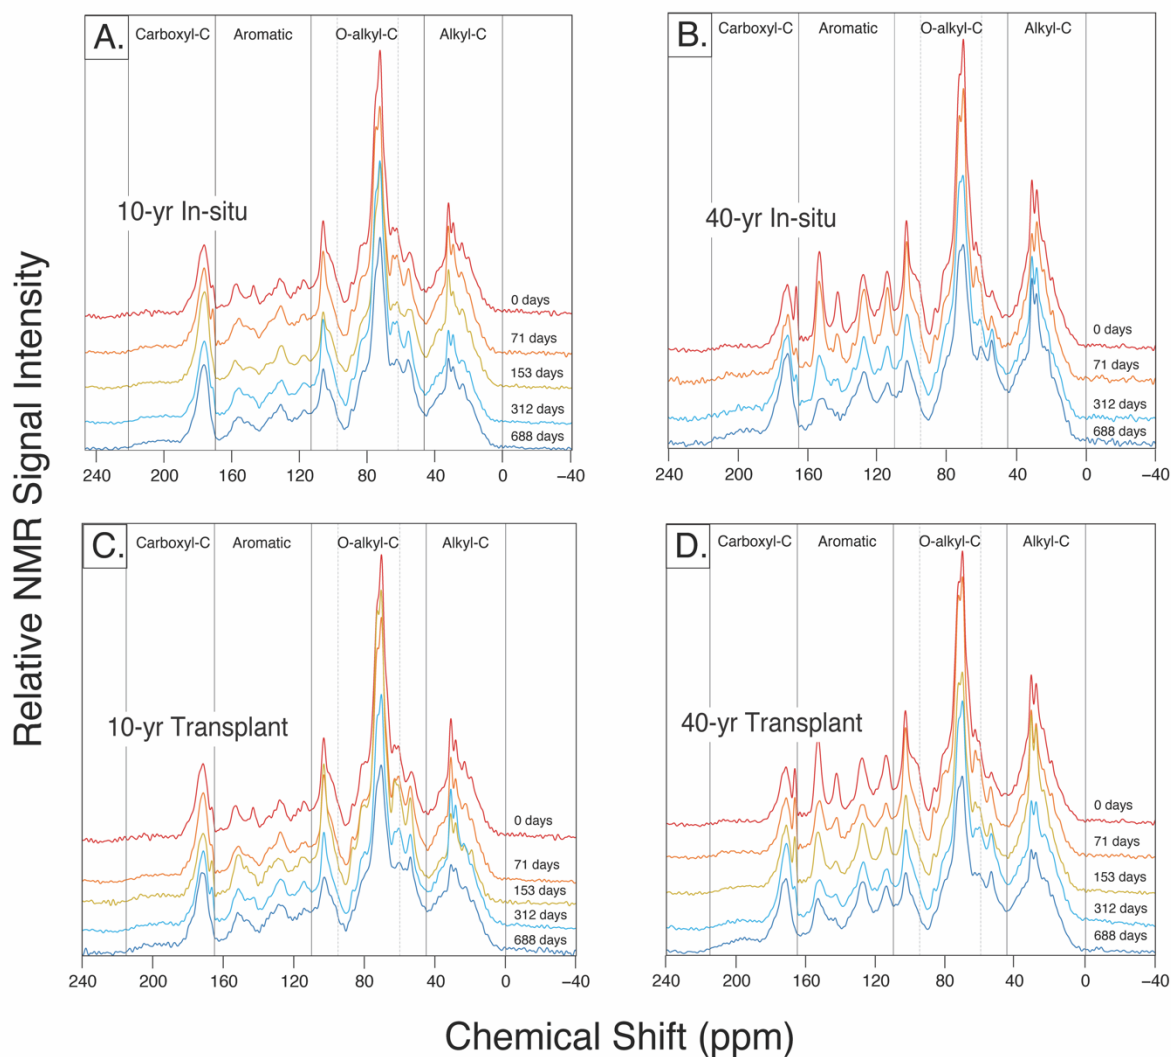 Relative NMR Signal Intensity
A.
Carboxyl-C Aromatic O-alkyl-C Alkyl-C
10-yr In-situ
0 days
71 days
153 days
312 days
688 days
240 200 160 120 80 40 0 −40
B.
Carboxyl-C Aromatic O-alkyl-C Alkyl-C
40-yr In-situ
0 days
71 days
312 days
688 days
240 200 160 120 80 40 0 −40
C.
Carboxyl-C Aromatic O-alkyl-C Alkyl-C
10-yr Transplant
0 days
71 days
153 days
312 days
688 days
240 200 160 120 80 40 0 −40
D.
Carboxyl-C Aromatic O-alkyl-C Alkyl-C
40-yr Transplant
0 days
71 days
153 days
312 days
688 days
240 200 160 120 80 40 0 −40
Chemical Shift (ppm)